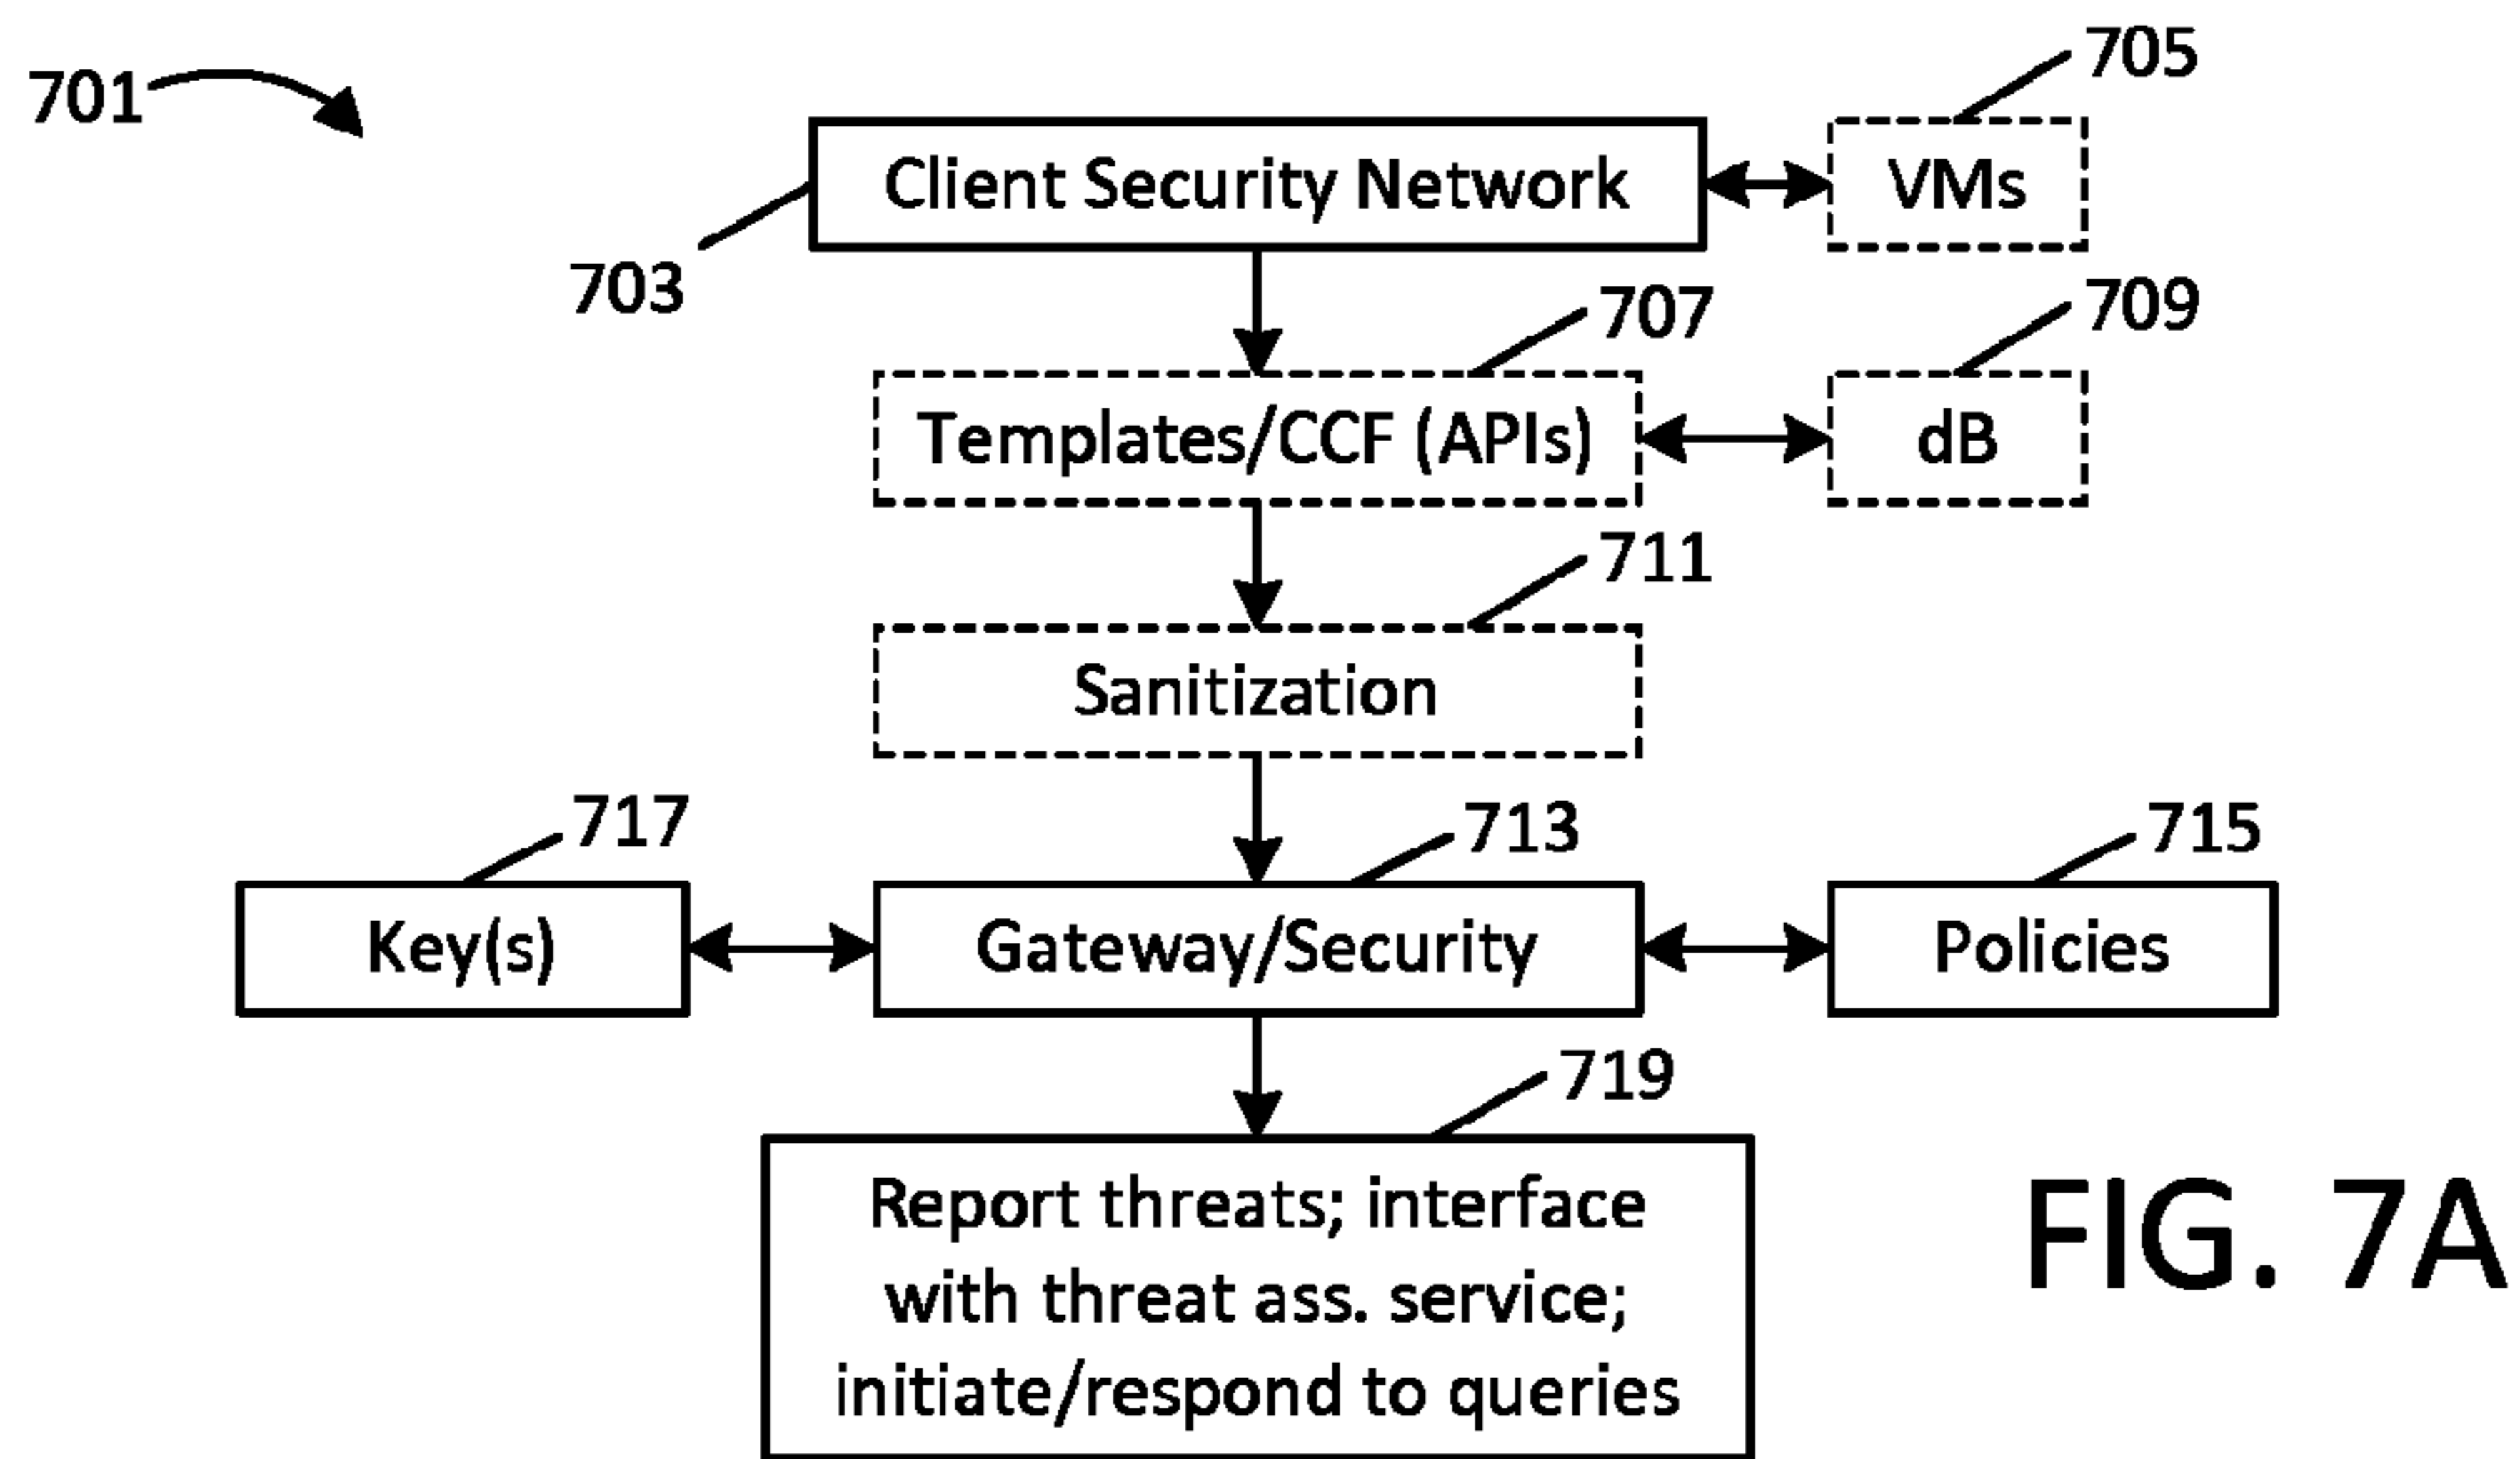 705
701
Client Security Network
VMs
703
707
709
Templates/CCF (APIs)
dB
711
Sanitization
717
713
715
Key(s)
Gateway/Security
Policies
719
Report threats; interface
with threat ass. service;
initiate/respond to queries
FIG. 7A